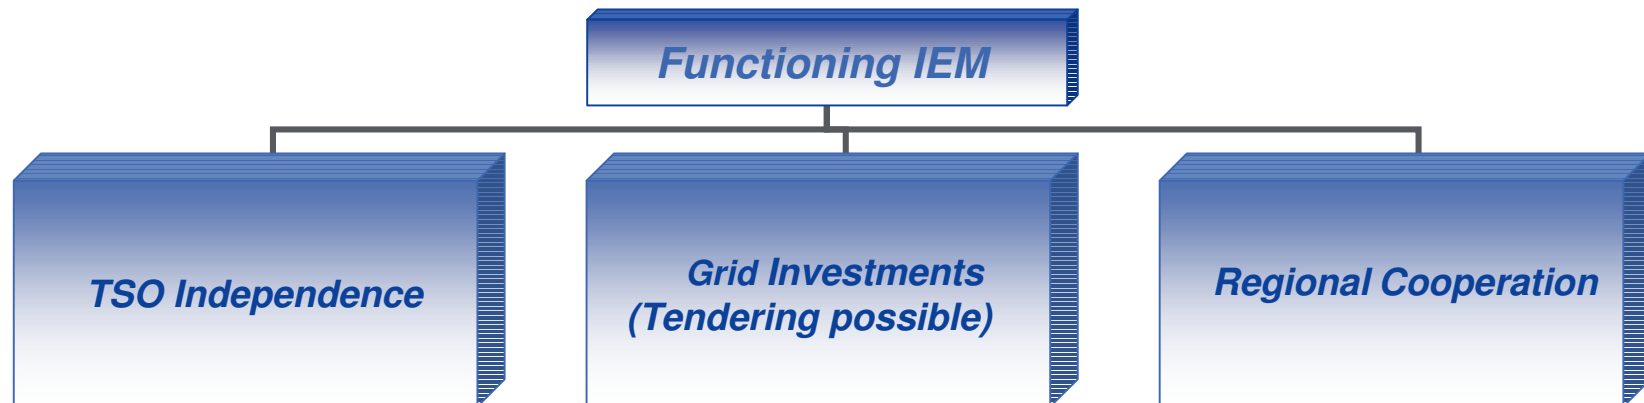 Functioning IEM
TSO Independence
Grid Investments
(Tendering possible)
Regional Cooperation